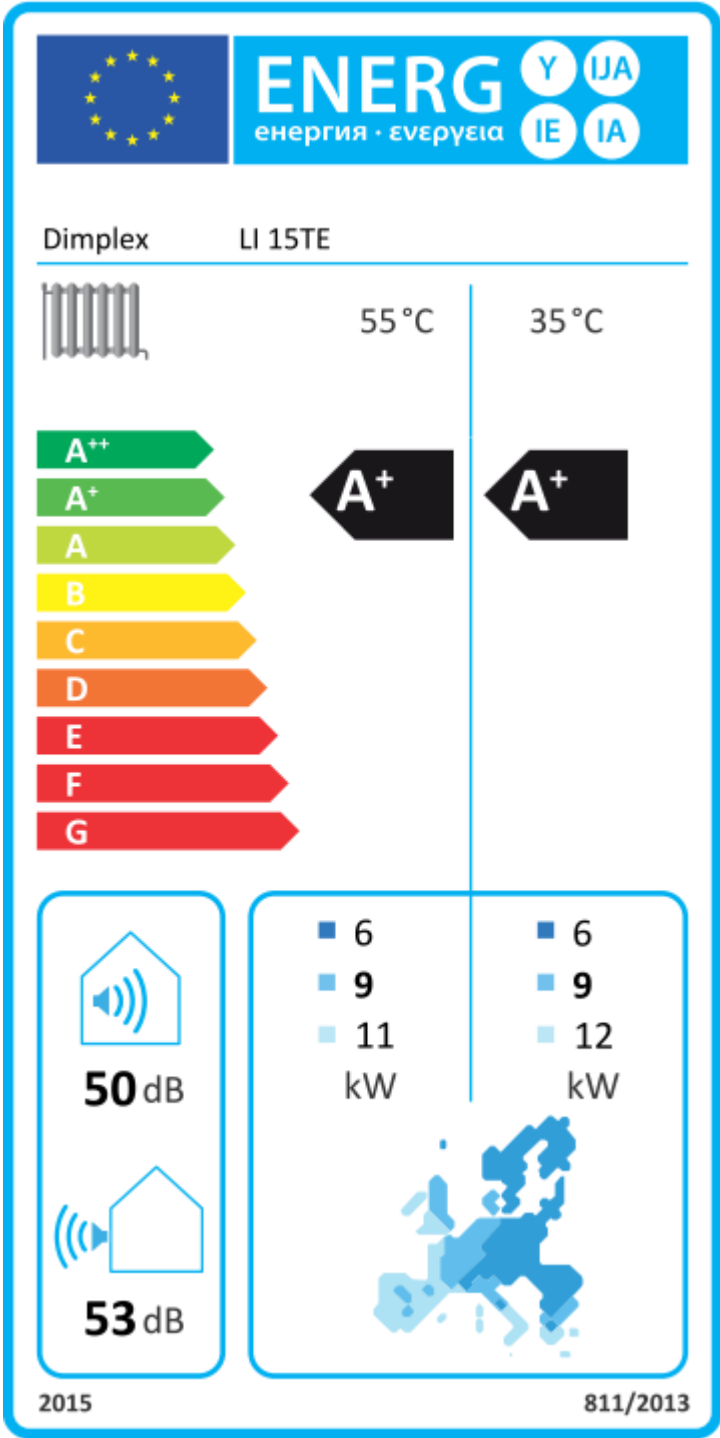 ENERG Y IJA
енергия · ενεργεια IE IA
Dimplex LI 15TE
55 °C 35 °C
A++
A+ A+ A+
A
B
C
D
E
F
G
6 6
9 9
11 12
kW kW
50 dB
53 dB
2015 811/2013